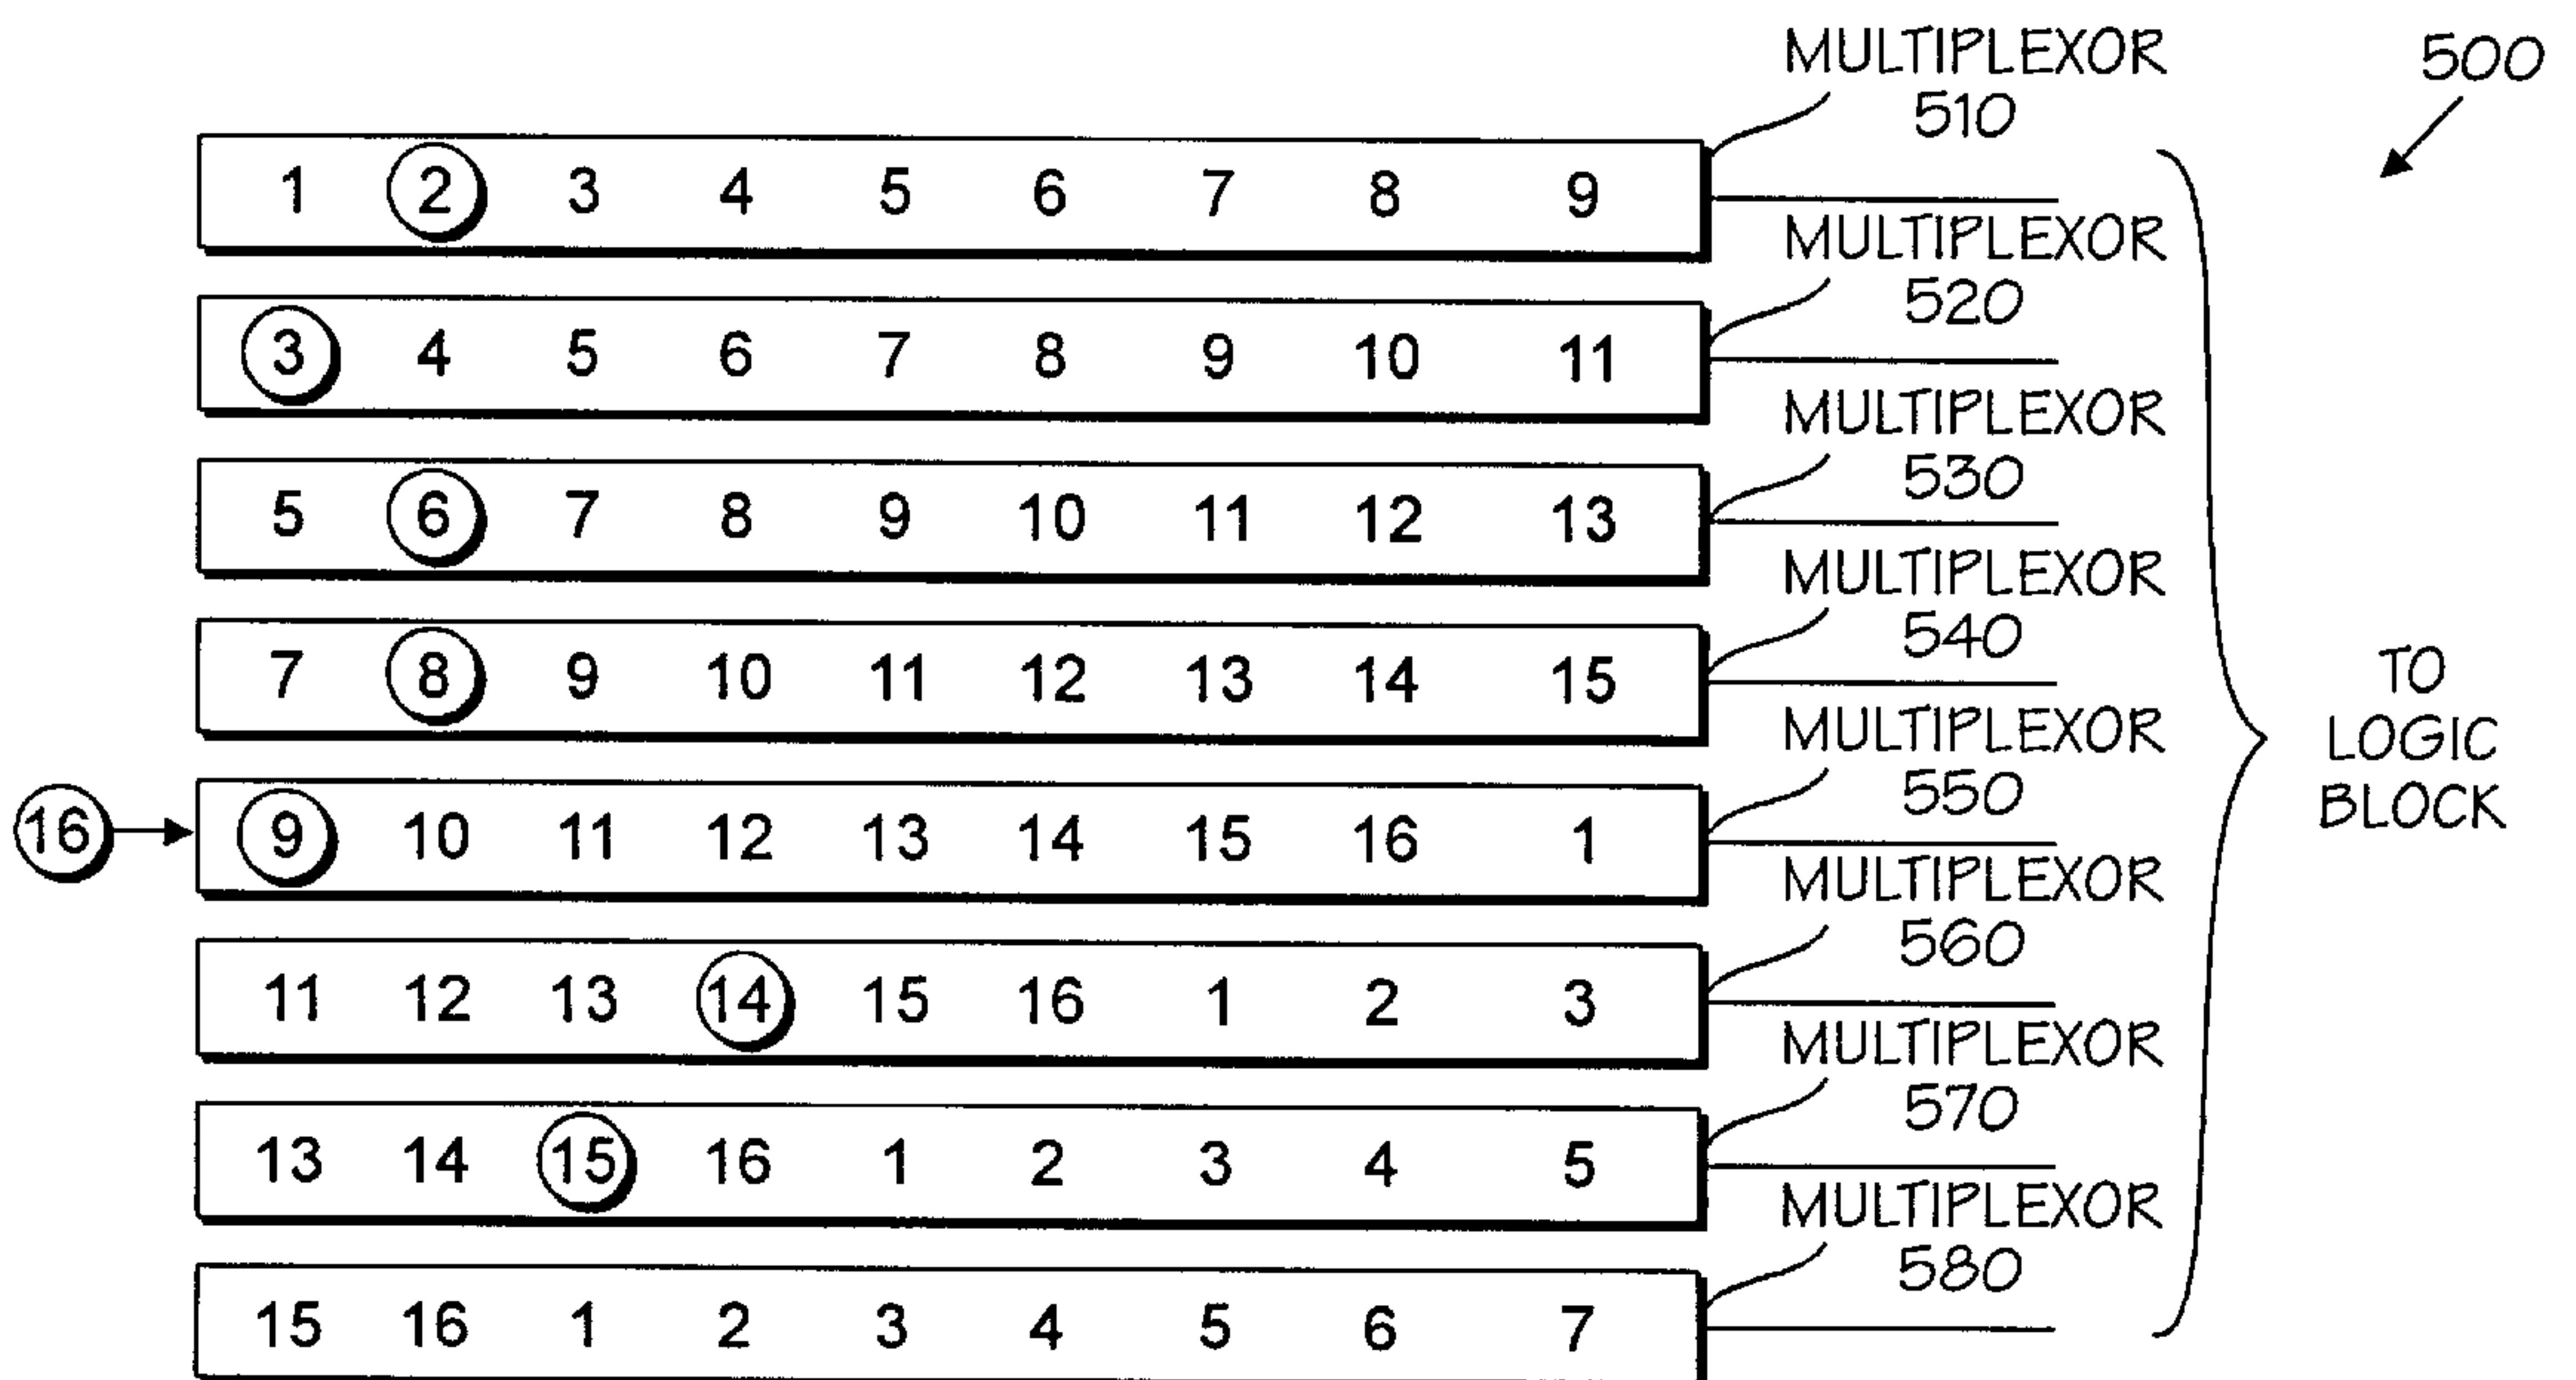 MULTIPLEXOR
510
500
1 2 3 4 5 6 7 8 9
MULTIPLEXOR
520
3 4 5 6 7 8 9 10 11
MULTIPLEXOR
530
5 6 7 8 9 10 11 12 13
MULTIPLEXOR
540
7 8 9 10 11 12 13 14 15
MULTIPLEXOR
550
16 9 10 11 12 13 14 15 16 1
MULTIPLEXOR
560
11 12 13 14 15 16 1 2 3
MULTIPLEXOR
570
13 14 15 16 1 2 3 4 5
MULTIPLEXOR
580
15 16 1 2 3 4 5 6 7
TO
LOGIC
BLOCK